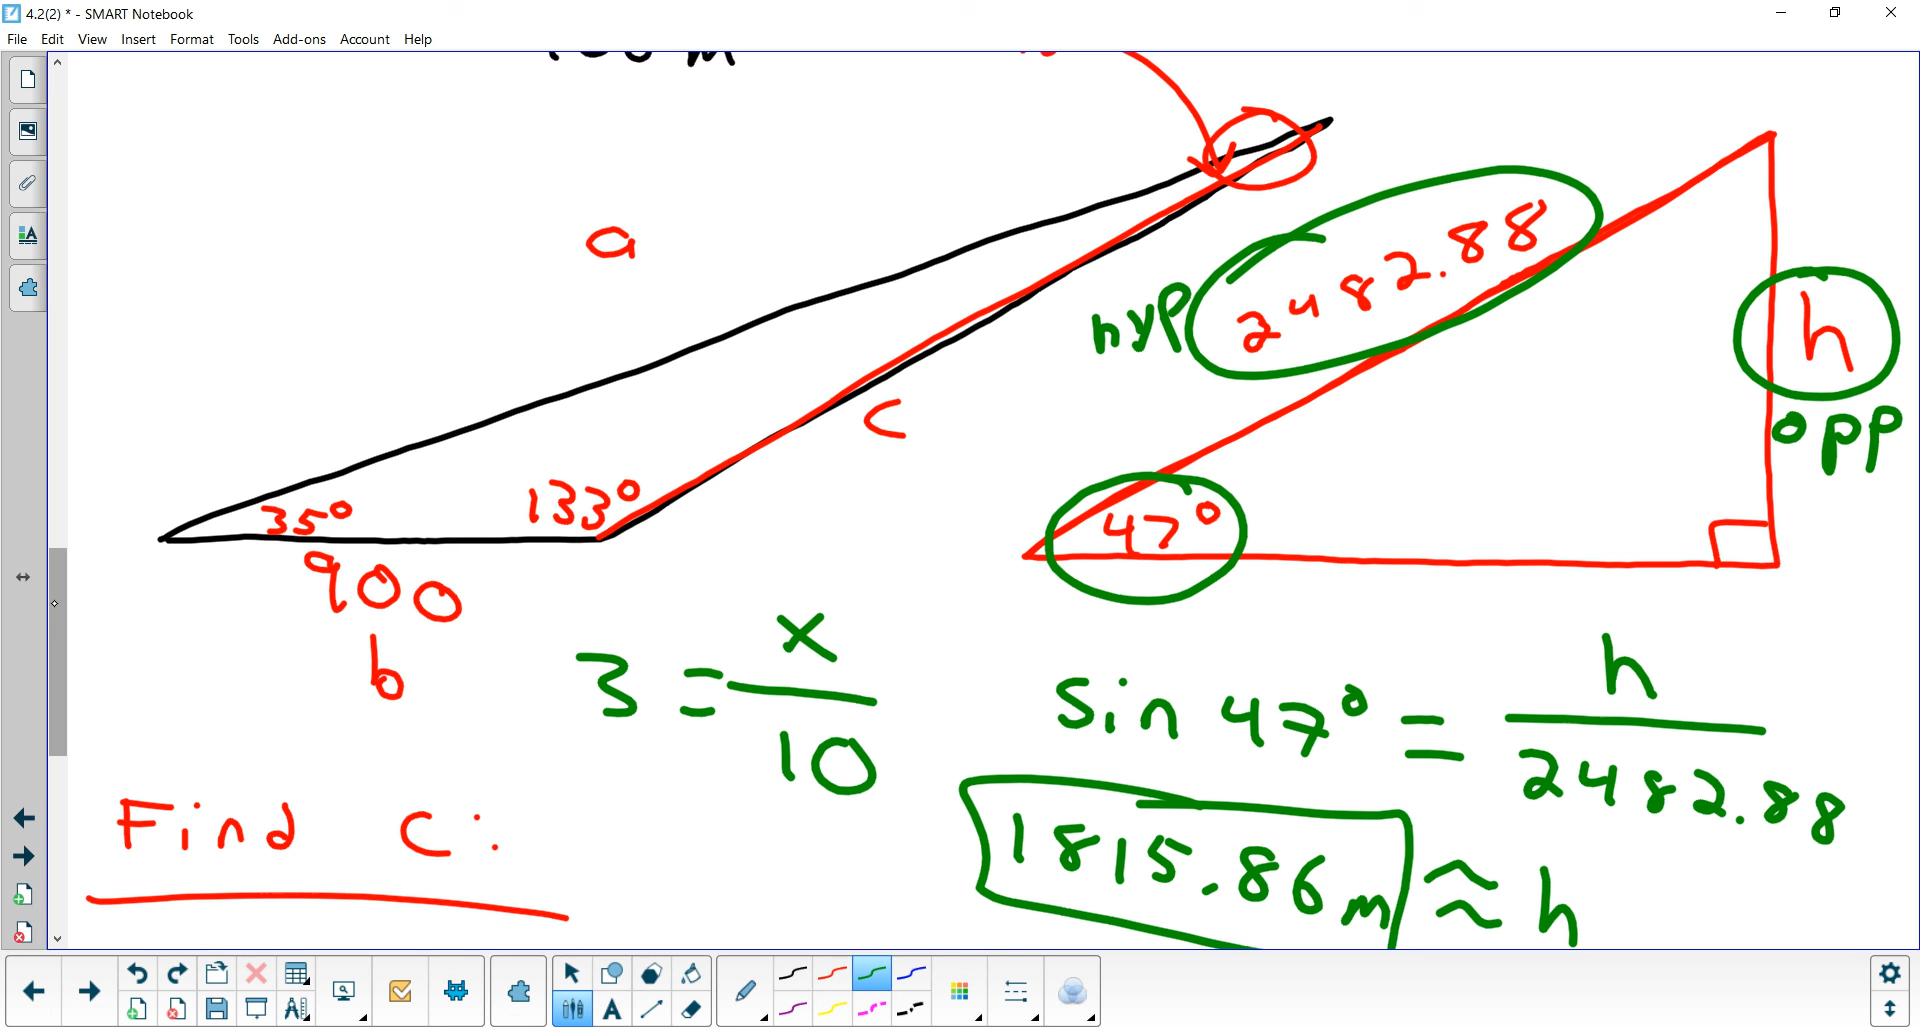 4.2(2) * - SMART Notebook
File Edit View Insert Format Tools Add-ons Account Help
a
hyp
2482.88
h
opp
c
35°
133°
47°
900
b
3 = x / 10
sin 47° = h / 2482.88
Find C:
1815.86m ≈ h